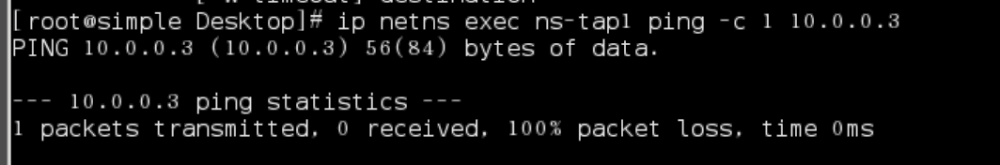 [root@simple Desktop]# ip netns exec ns-tap1 ping -c 1 10.0.0.3
PING 10.0.0.3 (10.0.0.3) 56(84) bytes of data.
--- 10.0.0.3 ping statistics ---
1 packets transmitted, 0 received, 100% packet loss, time 0ms